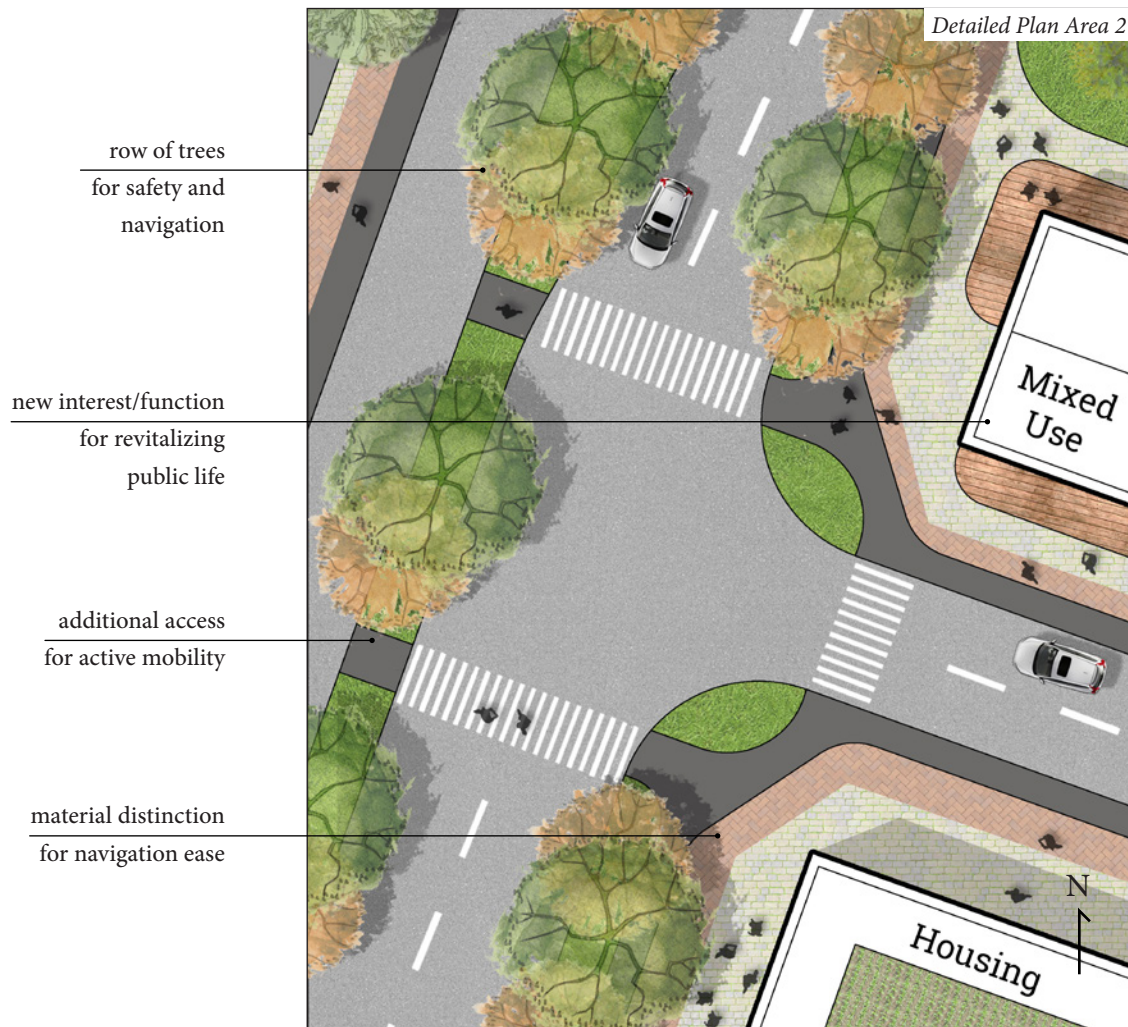 Detailed Plan Area 2
row of trees
for safety and
navigation
new interest/function
for revitalizing
public life
Mixed
Use
additional access
for active mobility
material distinction
for navigation ease
N
Housing